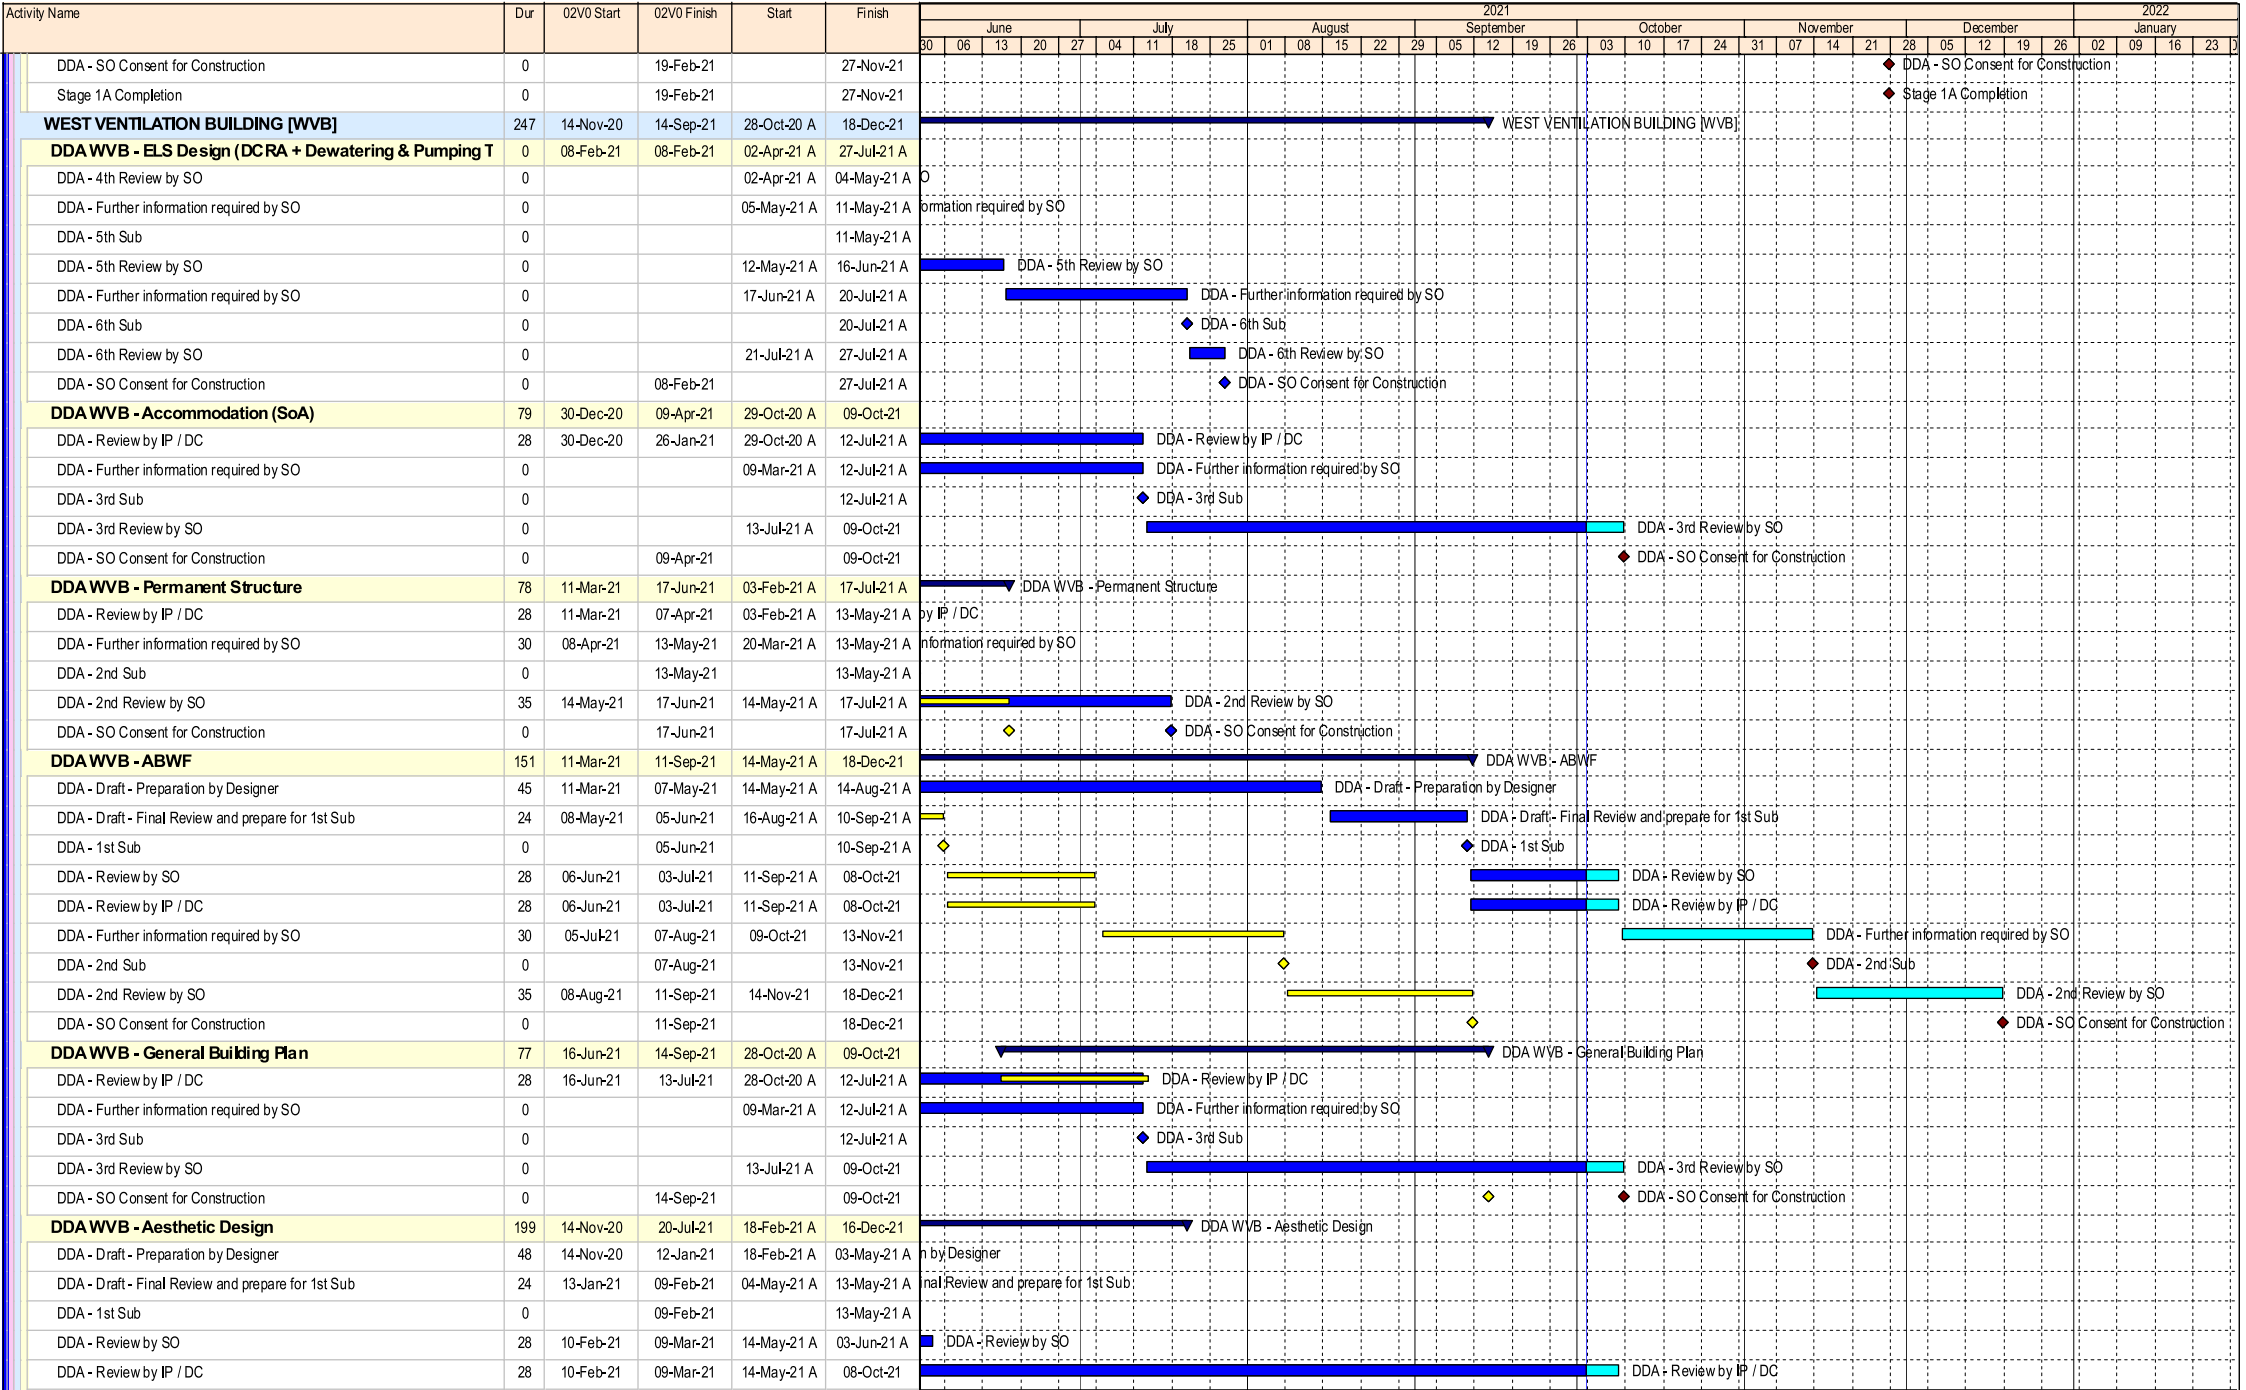 Activity Name Dur 02V0 Start 02V0 Finish Start Finish 2021 2022
June July August September October November December January
30 06 13 20 27 04 11 18 25 01 08 15 22 29 05 12 19 26 03 10 17 24 31 07 14 21 28 05 12 19 26 02 09 16 23
DDA - SO Consent for Construction 0 19-Feb-21 27-Nov-21 DDA - SO Consent for Construction
Stage 1A Completion 0 19-Feb-21 27-Nov-21 Stage 1A Completion
WEST VENTILATION BUILDING [WVB] 247 14-Nov-20 14-Sep-21 28-Oct-20 A 18-Dec-21 WEST VENTILATION BUILDING [WVB]
DDA WVB - ELS Design (DCRA + Dewatering & Pumping T 0 08-Feb-21 08-Feb-21 02-Apr-21 A 27-Jul-21 A
DDA - 4th Review by SO 0 02-Apr-21 A 04-May-21 A O
DDA - Further information required by SO 0 05-May-21 A 11-May-21 A ormation required by SO
DDA - 5th Sub 0 11-May-21 A
DDA - 5th Review by SO 0 12-May-21 A 16-Jun-21 A DDA - 5th Review by SO
DDA - Further information required by SO 0 17-Jun-21 A 20-Jul-21 A DDA - Further information required by SO
DDA - 6th Sub 0 20-Jul-21 A DDA - 6th Sub
DDA - 6th Review by SO 0 21-Jul-21 A 27-Jul-21 A DDA - 6th Review by SO
DDA - SO Consent for Construction 0 08-Feb-21 27-Jul-21 A DDA - SO Consent for Construction
DDA WVB - Accommodation (SoA) 79 30-Dec-20 09-Apr-21 29-Oct-20 A 09-Oct-21
DDA - Review by IP / DC 28 30-Dec-20 26-Jan-21 29-Oct-20 A 12-Jul-21 A DDA - Review by IP / DC
DDA - Further information required by SO 0 09-Mar-21 A 12-Jul-21 A DDA - Further information required by SO
DDA - 3rd Sub 0 12-Jul-21 A DDA - 3rd Sub
DDA - 3rd Review by SO 0 13-Jul-21 A 09-Oct-21 DDA - 3rd Review by SO
DDA - SO Consent for Construction 0 09-Apr-21 09-Oct-21 DDA - SO Consent for Construction
DDA WVB - Permanent Structure 78 11-Mar-21 17-Jun-21 03-Feb-21 A 17-Jul-21 A DDA WVB - Permanent Structure
DDA - Review by IP / DC 28 11-Mar-21 07-Apr-21 03-Feb-21 A 13-May-21 A by IP / DC
DDA - Further information required by SO 30 08-Apr-21 13-May-21 20-Mar-21 A 13-May-21 A nformation required by SO
DDA - 2nd Sub 0 13-May-21 13-May-21 A
DDA - 2nd Review by SO 35 14-May-21 17-Jun-21 14-May-21 A 17-Jul-21 A DDA - 2nd Review by SO
DDA - SO Consent for Construction 0 17-Jun-21 17-Jul-21 A DDA - SO Consent for Construction
DDA WVB - ABWF 151 11-Mar-21 11-Sep-21 14-May-21 A 18-Dec-21 DDA WVB - ABWF
DDA - Draft - Preparation by Designer 45 11-Mar-21 07-May-21 14-May-21 A 14-Aug-21 A DDA - Draft - Preparation by Designer
DDA - Draft - Final Review and prepare for 1st Sub 24 08-May-21 05-Jun-21 16-Aug-21 A 10-Sep-21 A DDA - Draft - Final Review and prepare for 1st Sub
DDA - 1st Sub 0 05-Jun-21 10-Sep-21 A DDA - 1st Sub
DDA - Review by SO 28 06-Jun-21 03-Jul-21 11-Sep-21 A 08-Oct-21 DDA - Review by SO
DDA - Review by IP / DC 28 06-Jun-21 03-Jul-21 11-Sep-21 A 08-Oct-21 DDA - Review by IP / DC
DDA - Further information required by SO 30 05-Jul-21 07-Aug-21 09-Oct-21 13-Nov-21 DDA - Further information required by SO
DDA - 2nd Sub 0 07-Aug-21 13-Nov-21 DDA - 2nd Sub
DDA - 2nd Review by SO 35 08-Aug-21 11-Sep-21 14-Nov-21 18-Dec-21 DDA - 2nd Review by SO
DDA - SO Consent for Construction 0 11-Sep-21 18-Dec-21 DDA - SO Consent for Construction
DDA WVB - General Building Plan 77 16-Jun-21 14-Sep-21 28-Oct-20 A 09-Oct-21 DDA WVB - General Building Plan
DDA - Review by IP / DC 28 16-Jun-21 13-Jul-21 28-Oct-20 A 12-Jul-21 A DDA - Review by IP / DC
DDA - Further information required by SO 0 09-Mar-21 A 12-Jul-21 A DDA - Further information required by SO
DDA - 3rd Sub 0 12-Jul-21 A DDA - 3rd Sub
DDA - 3rd Review by SO 0 13-Jul-21 A 09-Oct-21 DDA - 3rd Review by SO
DDA - SO Consent for Construction 0 14-Sep-21 09-Oct-21 DDA - SO Consent for Construction
DDA WVB - Aesthetic Design 199 14-Nov-20 20-Jul-21 18-Feb-21 A 16-Dec-21 DDA WVB - Aesthetic Design
DDA - Draft - Preparation by Designer 48 14-Nov-20 12-Jan-21 18-Feb-21 A 03-May-21 A n by Designer
DDA - Draft - Final Review and prepare for 1st Sub 24 13-Jan-21 09-Feb-21 04-May-21 A 13-May-21 A inal Review and prepare for 1st Sub
DDA - 1st Sub 0 09-Feb-21 13-May-21 A
DDA - Review by SO 28 10-Feb-21 09-Mar-21 14-May-21 A 03-Jun-21 A DDA - Review by SO
DDA - Review by IP / DC 28 10-Feb-21 09-Mar-21 14-May-21 A 08-Oct-21 DDA - Review by IP / DC